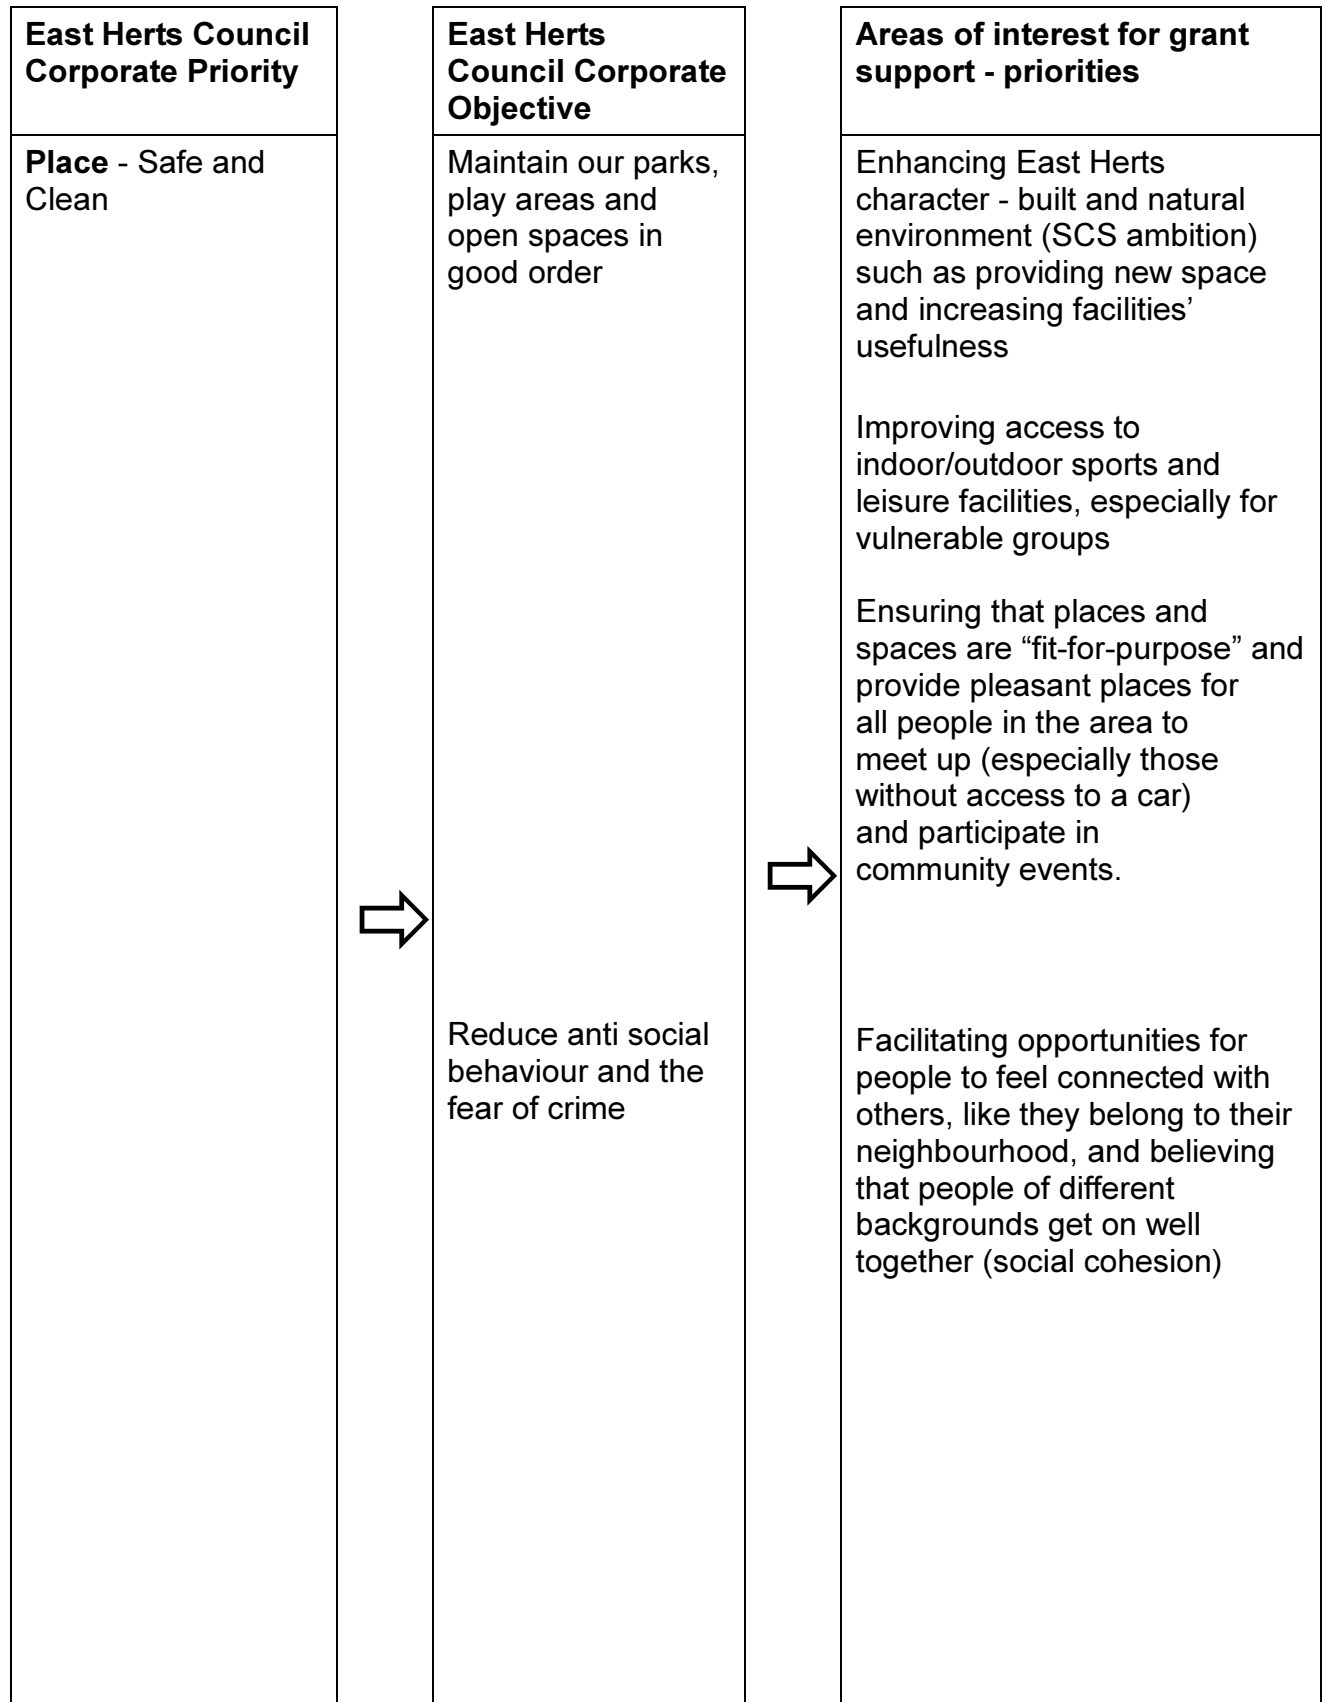 East Herts Council
Corporate Priority
Place - Safe and
Clean
East Herts
Council Corporate
Objective
Maintain our parks,
play areas and
open spaces in
good order
Reduce anti social
behaviour and the
fear of crime
Areas of interest for grant
support - priorities
Enhancing East Herts
character - built and natural
environment (SCS ambition)
such as providing new space
and increasing facilities’
usefulness
Improving access to
indoor/outdoor sports and
leisure facilities, especially for
vulnerable groups
Ensuring that places and
spaces are “fit-for-purpose” and
provide pleasant places for
all people in the area to
meet up (especially those
without access to a car)
and participate in
community events.
Facilitating opportunities for
people to feel connected with
others, like they belong to their
neighbourhood, and believing
that people of different
backgrounds get on well
together (social cohesion)